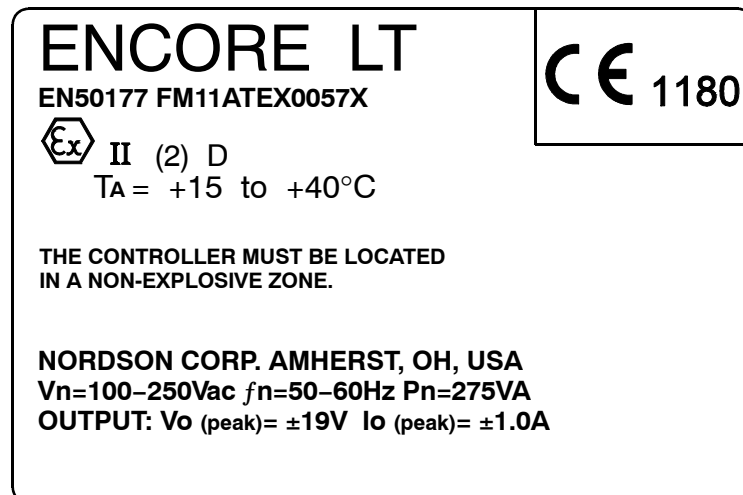 ENCORE LT
EN50177 FM11ATEX0057X
CE 1180
Ex II (2) D
TA = +15 to +40°C
THE CONTROLLER MUST BE LOCATED
IN A NON-EXPLOSIVE ZONE.
NORDSON CORP. AMHERST, OH, USA
Vn=100–250Vac ƒn=50–60Hz Pn=275VA
OUTPUT: Vo (peak)= ±19V Io (peak)= ±1.0A